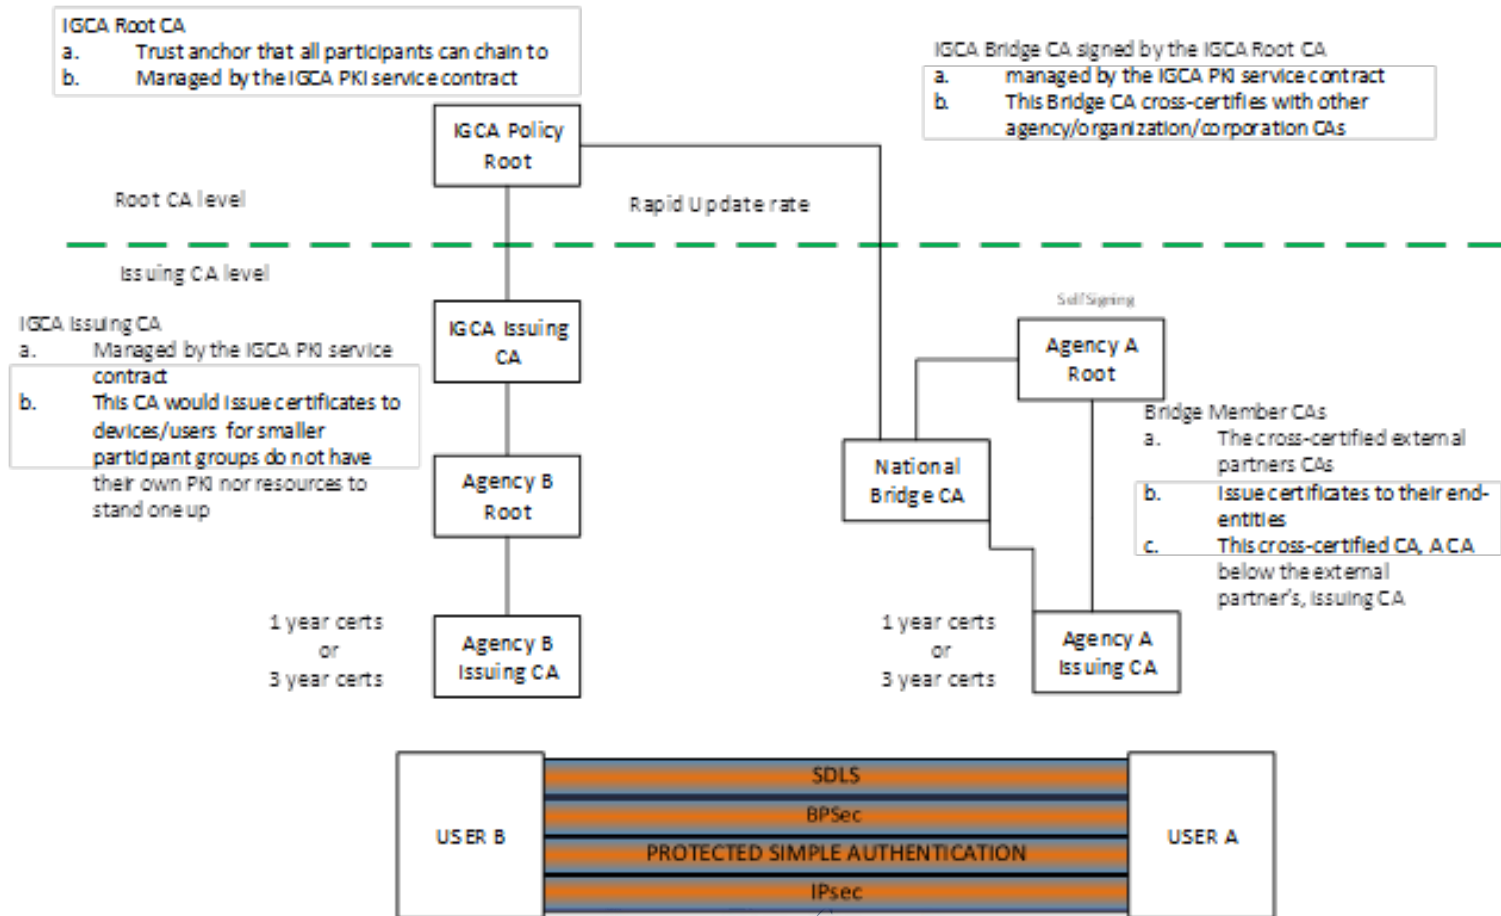 IGCA Root CA
a. Trust anchor that all participants can chain to
b. Managed by the IGCA PKI service contract
IGCA Bridge CA signed by the IGCA Root CA
a. managed by the IGCA PKI service contract
b. This Bridge CA cross-certifies with other
agency/organization/corporation CAs
IGCA Policy
Root
Root CA level
Rapid Update rate
Issuing CA level
IGCA Issuing CA
a. Managed by the IGCA PKI service
contract
b. This CA would issue certificates to
devices/users for smaller
partcipant groups do not have
their own PKI nor resources to
stand one up
IGCA Issuing
CA
Self Signing
Agency A
Root
Bridge Member CAs
a. The cross-certified external
partners CAs
b. Issue certificates to their end-
entities
c. This cross-certified CA, A CA
below the external
partner's, issuing CA
National
Bridge CA
Agency B
Root
1 year certs
or
3 year certs
Agency B
Issuing CA
1 year certs
or
3 year certs
Agency A
Issuing CA
USER B
SDLS
BPSec
PROTECTED SIMPLE AUTHENTICATION
IPsec
USER A